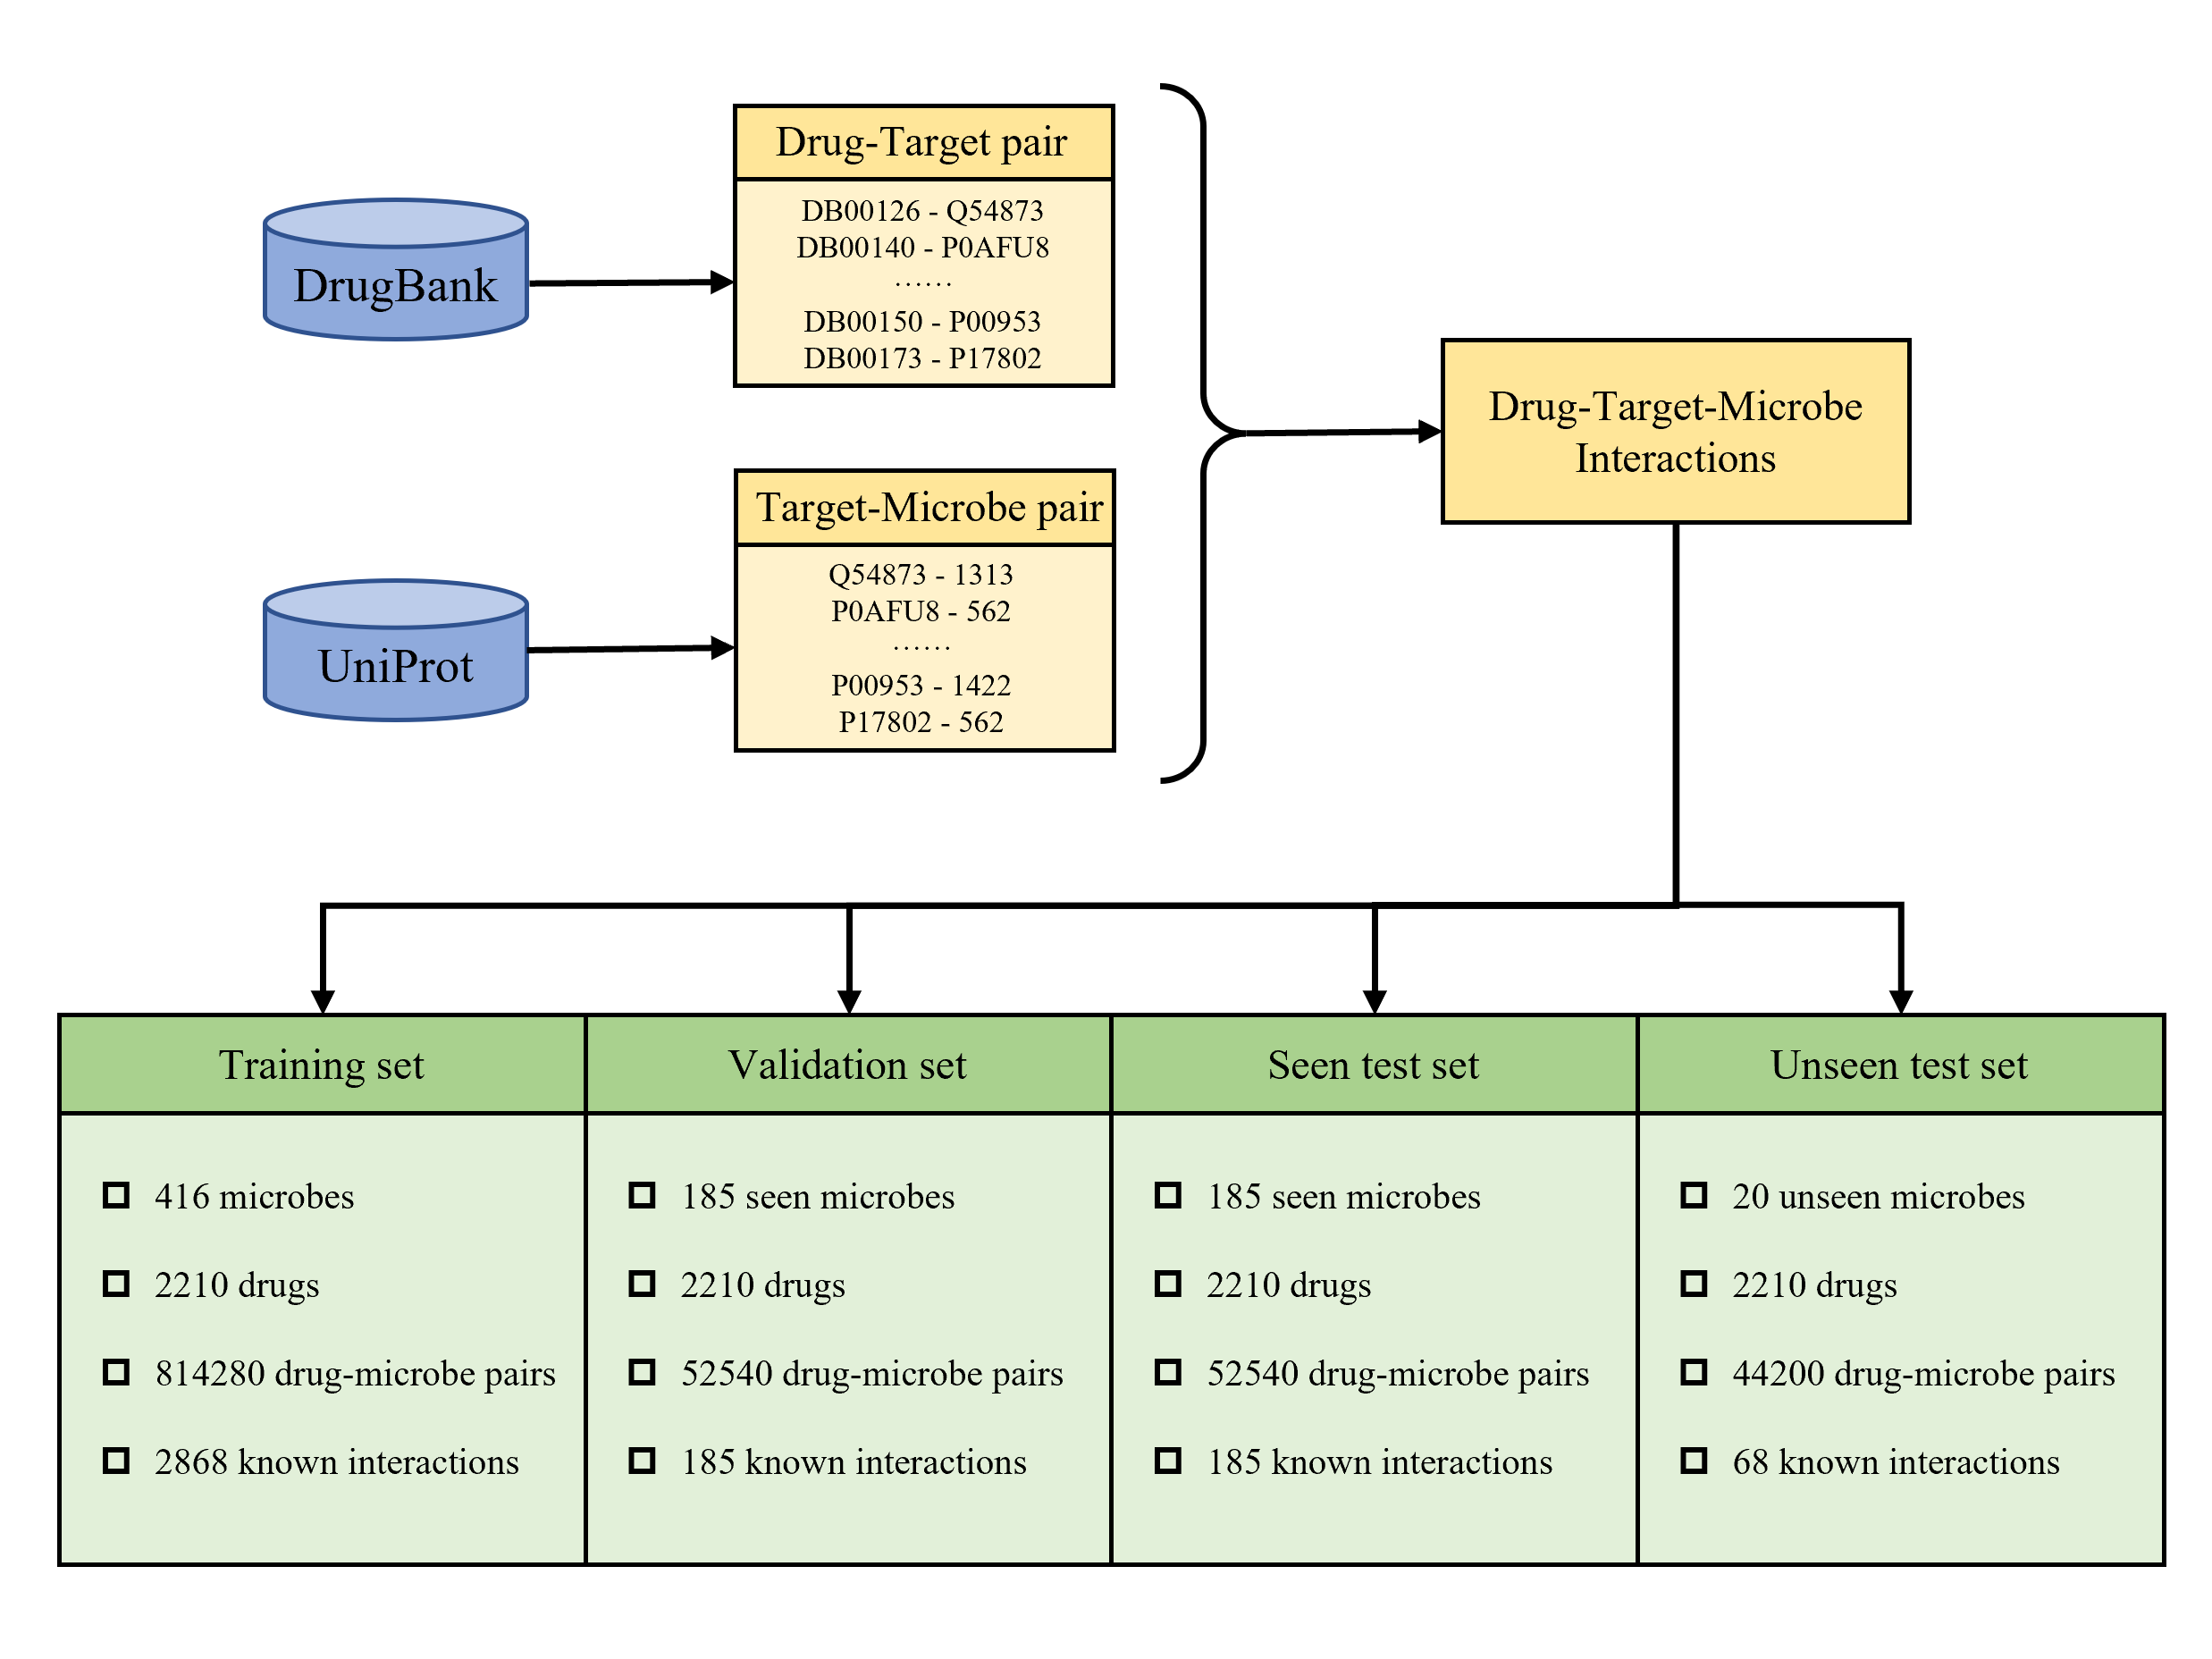 DrugBank
Drug-Target pair
DB00126 - Q54873
DB00140 - P0AFU8
……
DB00150 - P00953
DB00173 - P17802
UniProt
Target-Microbe pair
Q54873 - 1313
P0AFU8 - 562
……
P00953 - 1422
P17802 - 562
Drug-Target-Microbe
Interactions
Training set
416 microbes
2210 drugs
814280 drug-microbe pairs
2868 known interactions
Validation set
185 seen microbes
2210 drugs
52540 drug-microbe pairs
185 known interactions
Seen test set
185 seen microbes
2210 drugs
52540 drug-microbe pairs
185 known interactions
Unseen test set
20 unseen microbes
2210 drugs
44200 drug-microbe pairs
68 known interactions